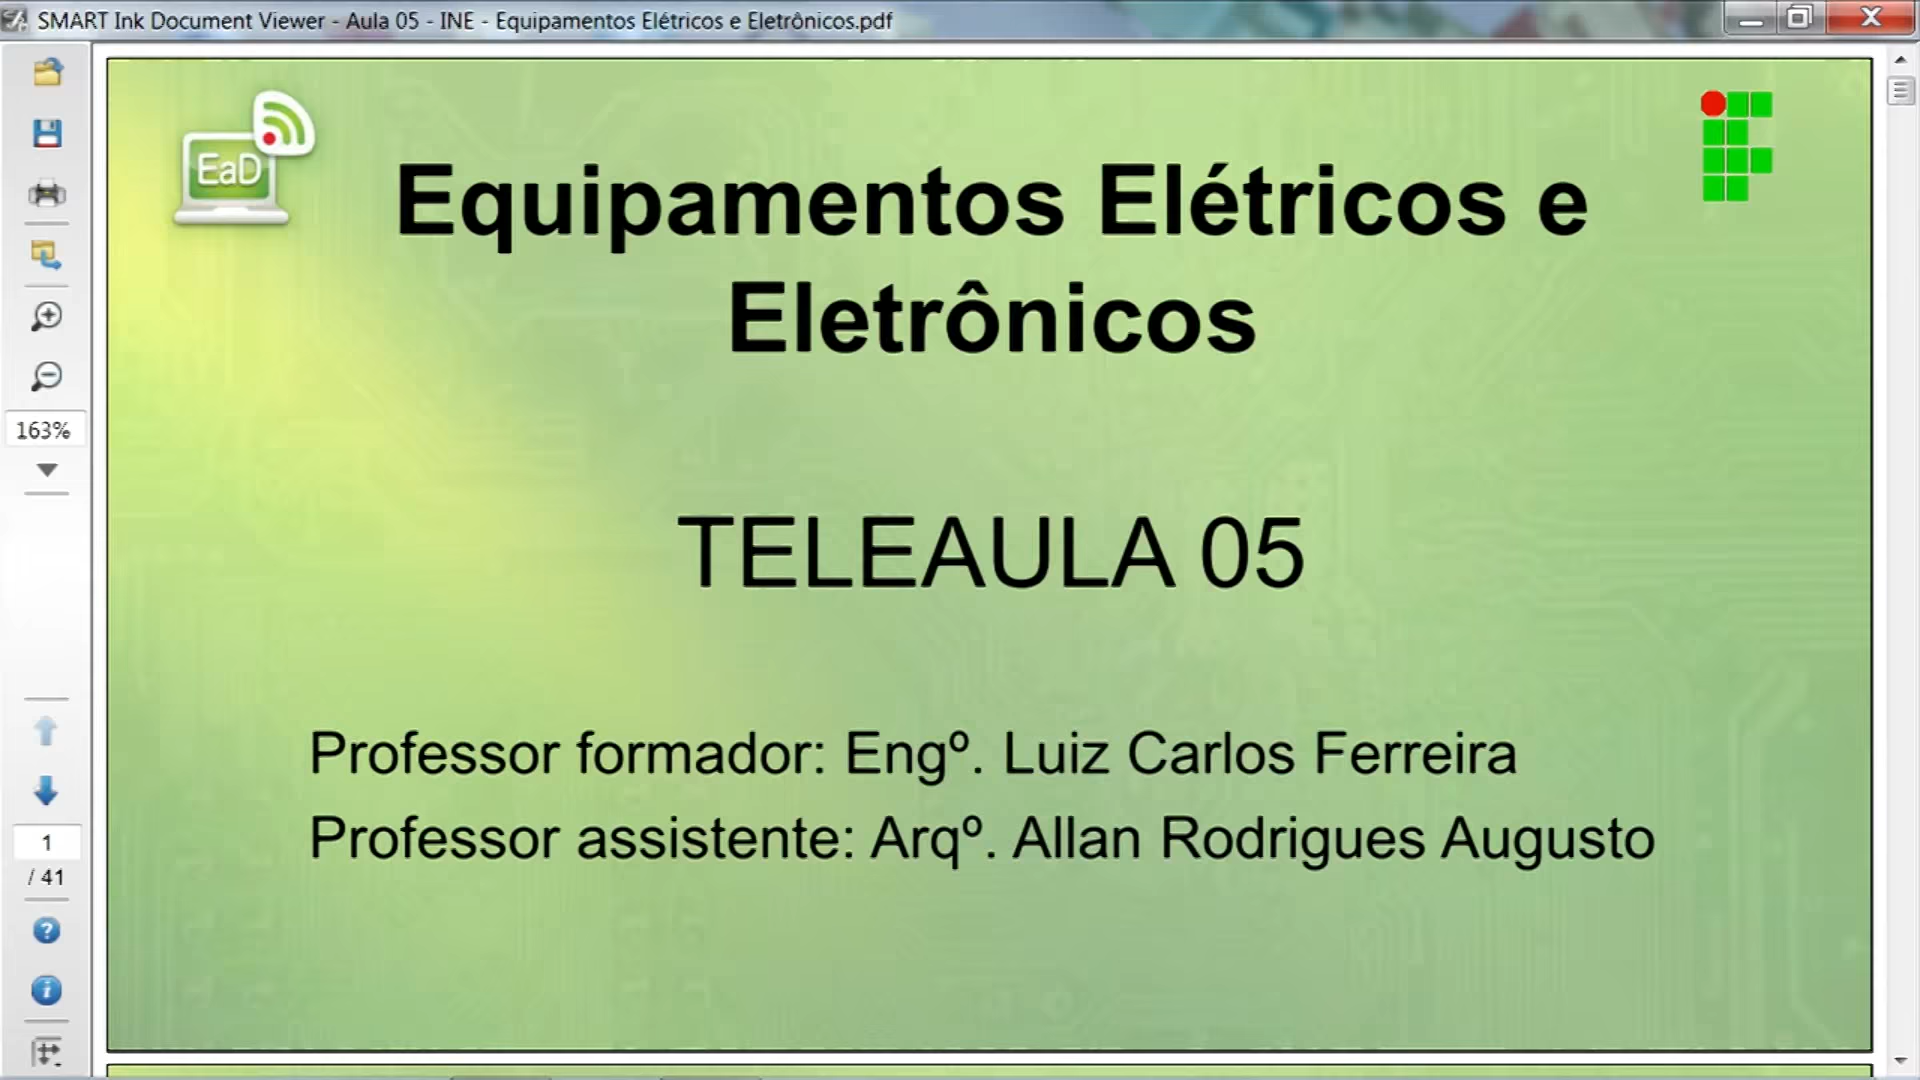 SMART Ink Document Viewer - Aula 05 - INE - Equipamentos Elétricos e Eletrônicos.pdf
EaD
Equipamentos Elétricos e
Eletrônicos
163%
TELEAULA 05
Professor formador: Engº. Luiz Carlos Ferreira
Professor assistente: Arqº. Allan Rodrigues Augusto
1
/ 41